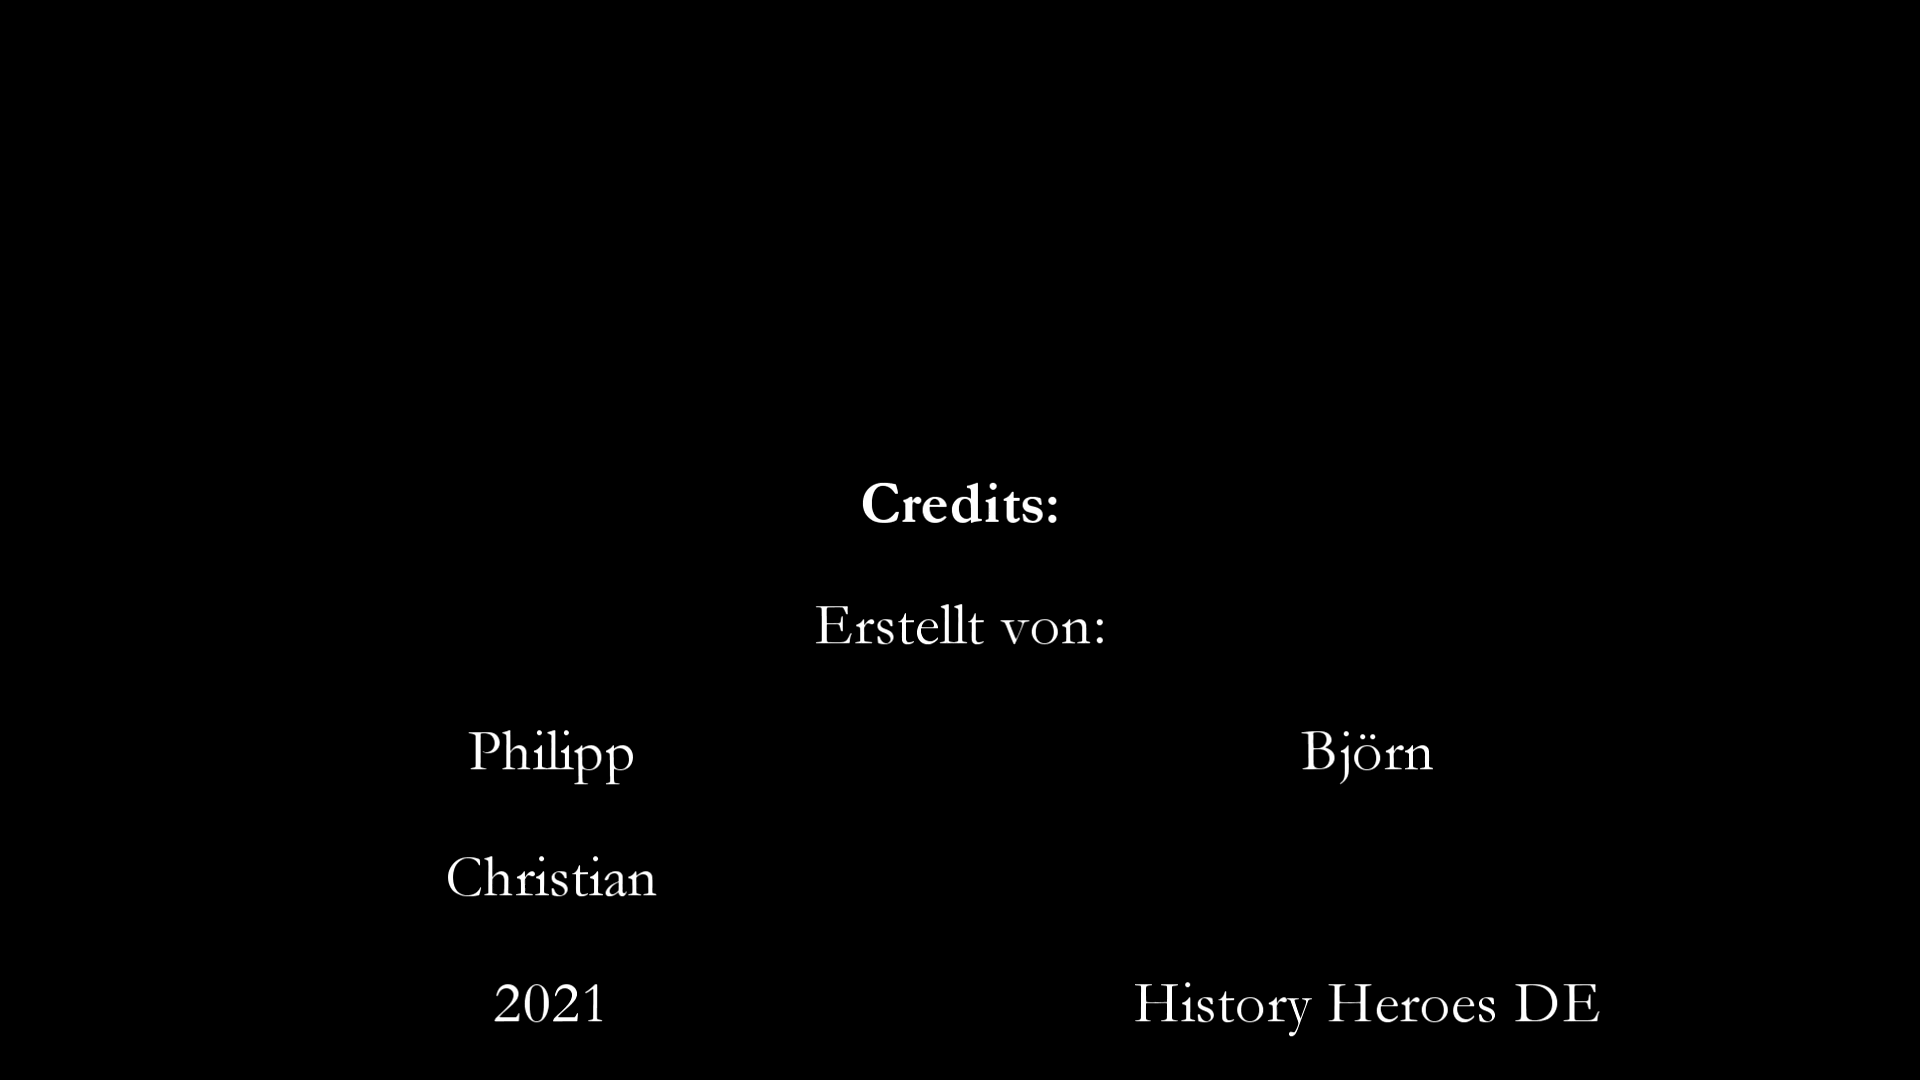 Credits:
Erstellt von:
Philipp Björn
Christian
2021 History Heroes DE